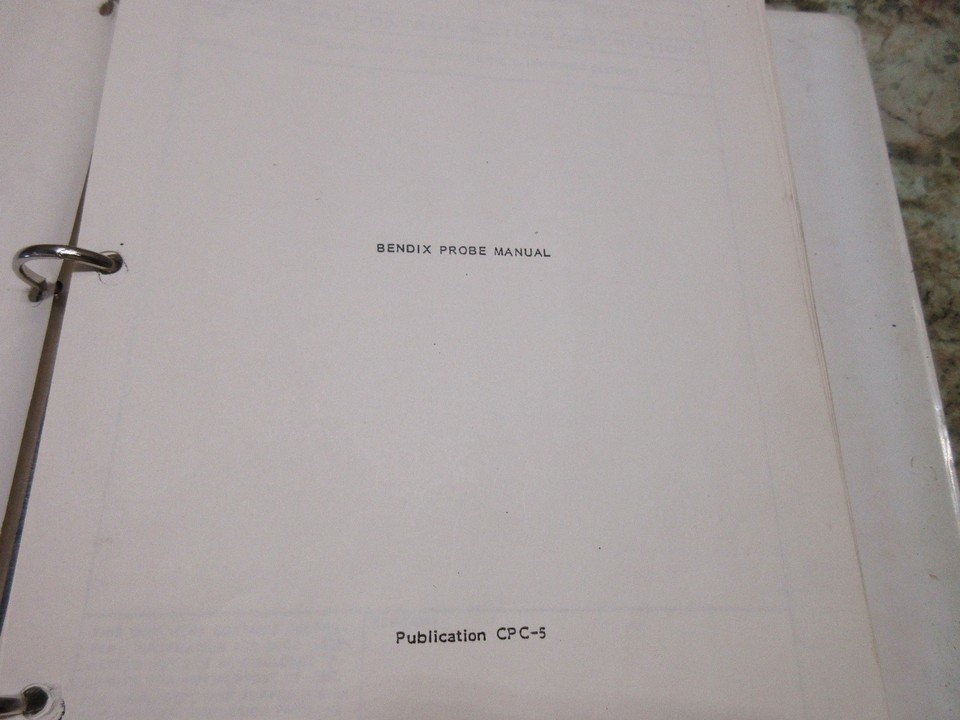 BENDIX PROBE MANUAL
Publication CPC-5